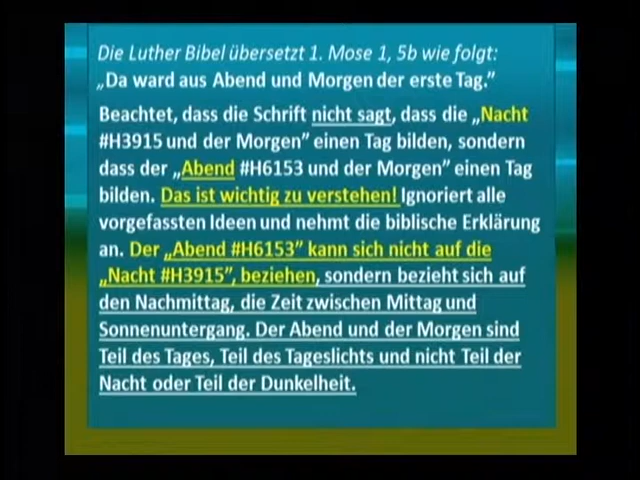 Die Luther Bibel übersetzt 1. Mose 1, 5b wie folgt:
„Da ward aus Abend und Morgen der erste Tag.”
Beachtet, dass die Schrift nicht sagt, dass die „Nacht
#H3915 und der Morgen” einen Tag bilden, sondern
dass der „Abend #H6153 und der Morgen” einen Tag
bilden. Das ist wichtig zu verstehen! Ignoriert alle
vorgefassten Ideen und nehmt die biblische Erklärung
an. Der „Abend #H6153” kann sich nicht auf die
„Nacht #H3915”, beziehen, sondern bezieht sich auf
den Nachmittag, die Zeit zwischen Mittag und
Sonnenuntergang. Der Abend und der Morgen sind
Teil des Tages, Teil des Tageslichts und nicht Teil der
Nacht oder Teil der Dunkelheit.